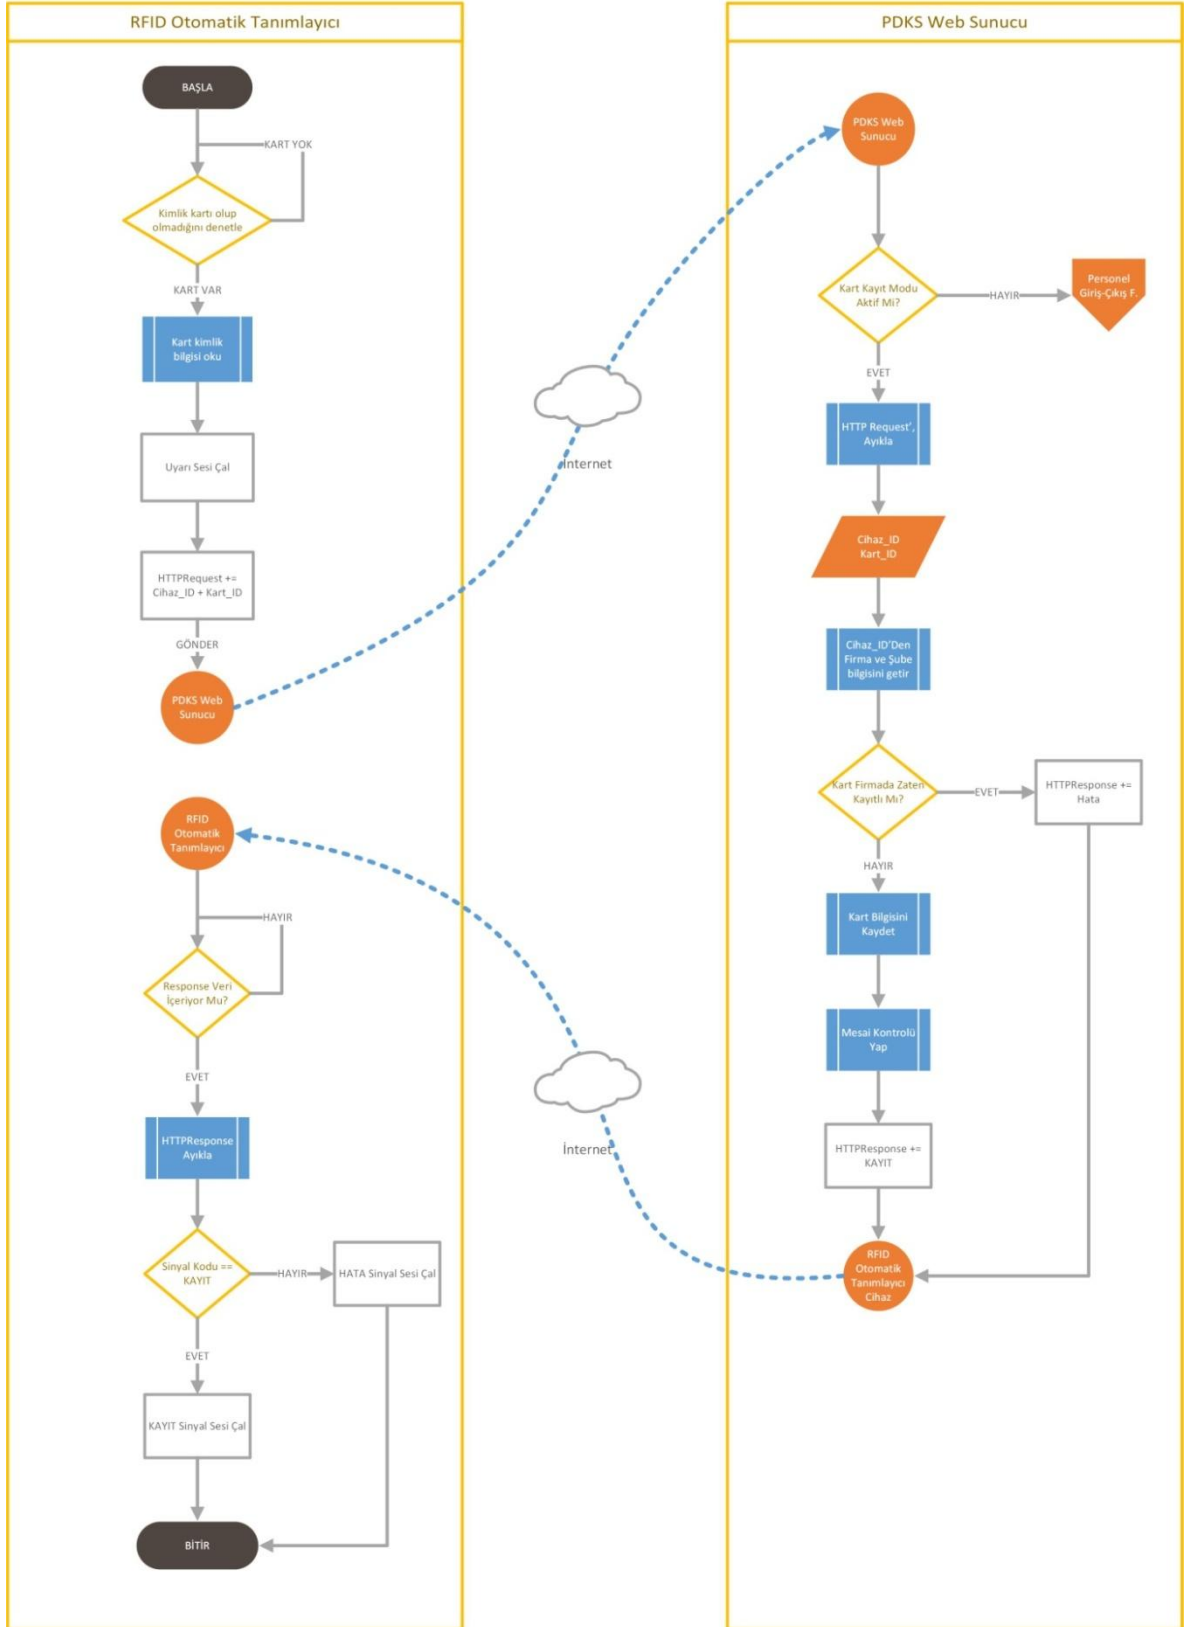 RFID Otomatik Tanımlayıcı
BAŞLA
KART YOK
Kimlik kartı olup
olmadığını denetle
KART VAR
Kart kimlik
bilgisi oku
Uyarı Sesi Çal
HTTPRequest +=
Cihaz_ID + Kart_ID
GÖNDER
PDKS Web
Sunucu
RFID
Otomatik
Tanımlayıcı
HAYIR
Response Veri
İçeriyor Mu?
EVET
HTTPResponse
Ayıkla
Sinyal Kodu ==
KAYIT
HAYIR
HATA Sinyal Sesi Çal
EVET
KAYIT Sinyal Sesi Çal
BİTİR
İnternet
İnternet
PDKS Web Sunucu
PDKS Web
Sunucu
Kart Kayıt Modu
Aktif Mi?
HAYIR
Personel
Giriş-Çıkış F.
EVET
HTTP Request',
Ayıkla
Cihaz_ID
Kart_ID
Cihaz_ID'Den
Firma ve Şube
bilgisini getir
Kart Firmada Zaten
Kayıtlı Mı?
EVET
HTTPResponse +=
Hata
HAYIR
Kart Bilgisini
Kaydet
Mesai Kontrolü
Yap
HTTPResponse +=
KAYIT
RFID
Otomatik
Tanımlayıcı
Cihaz